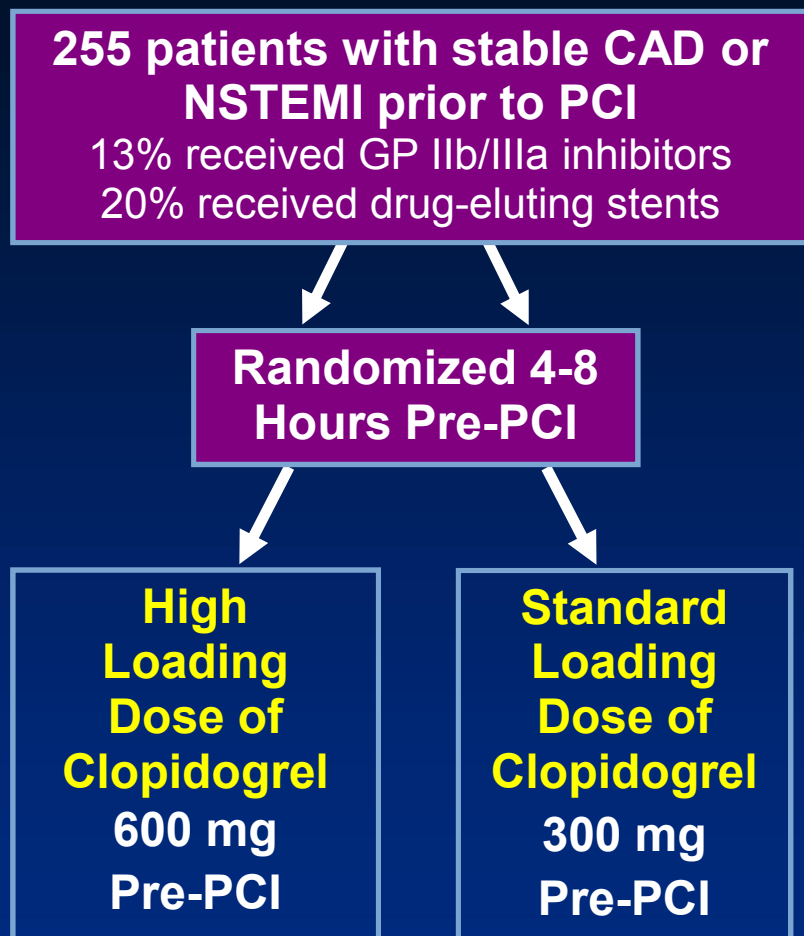 255 patients with stable CAD or
NSTEMI prior to PCI
13% received GP IIb/IIIa inhibitors
20% received drug-eluting stents
Randomized 4-8
Hours Pre-PCI
High
Loading
Dose of
Clopidogrel
600 mg
Pre-PCI
Standard
Loading
Dose of
Clopidogrel
300 mg
Pre-PCI